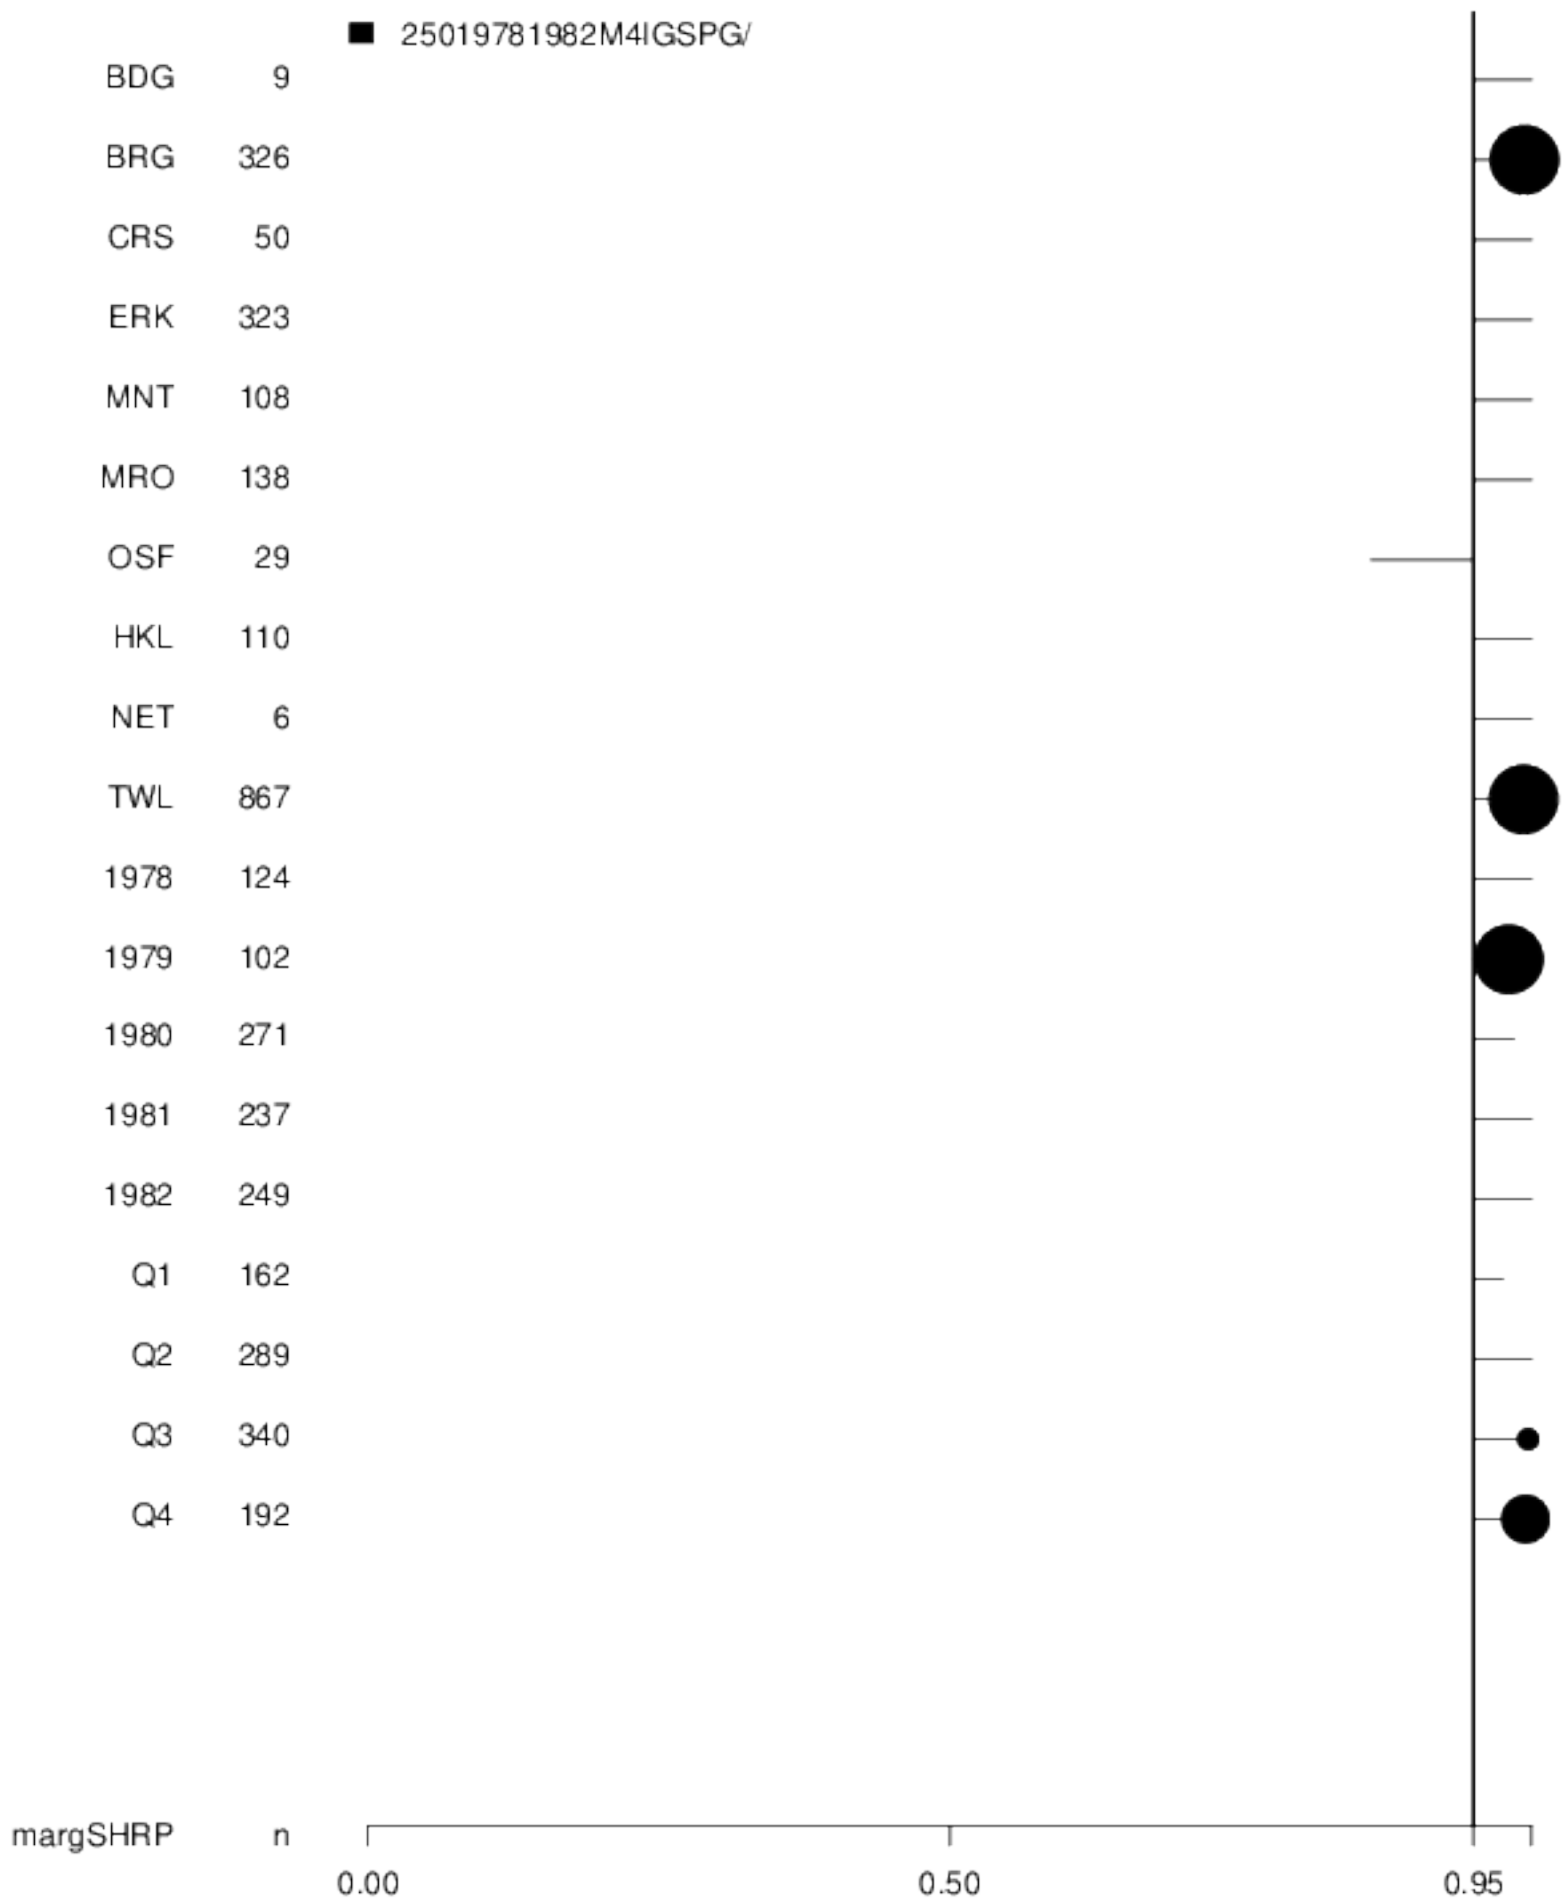 25019781982M4IGSPG/
BDG 9
BRG 326
CRS 50
ERK 323
MNT 108
MRO 138
OSF 29
HKL 110
NET 6
TWL 867
1978 124
1979 102
1980 271
1981 237
1982 249
Q1 162
Q2 289
Q3 340
Q4 192
margSHRP n
0.00 0.50 0.95